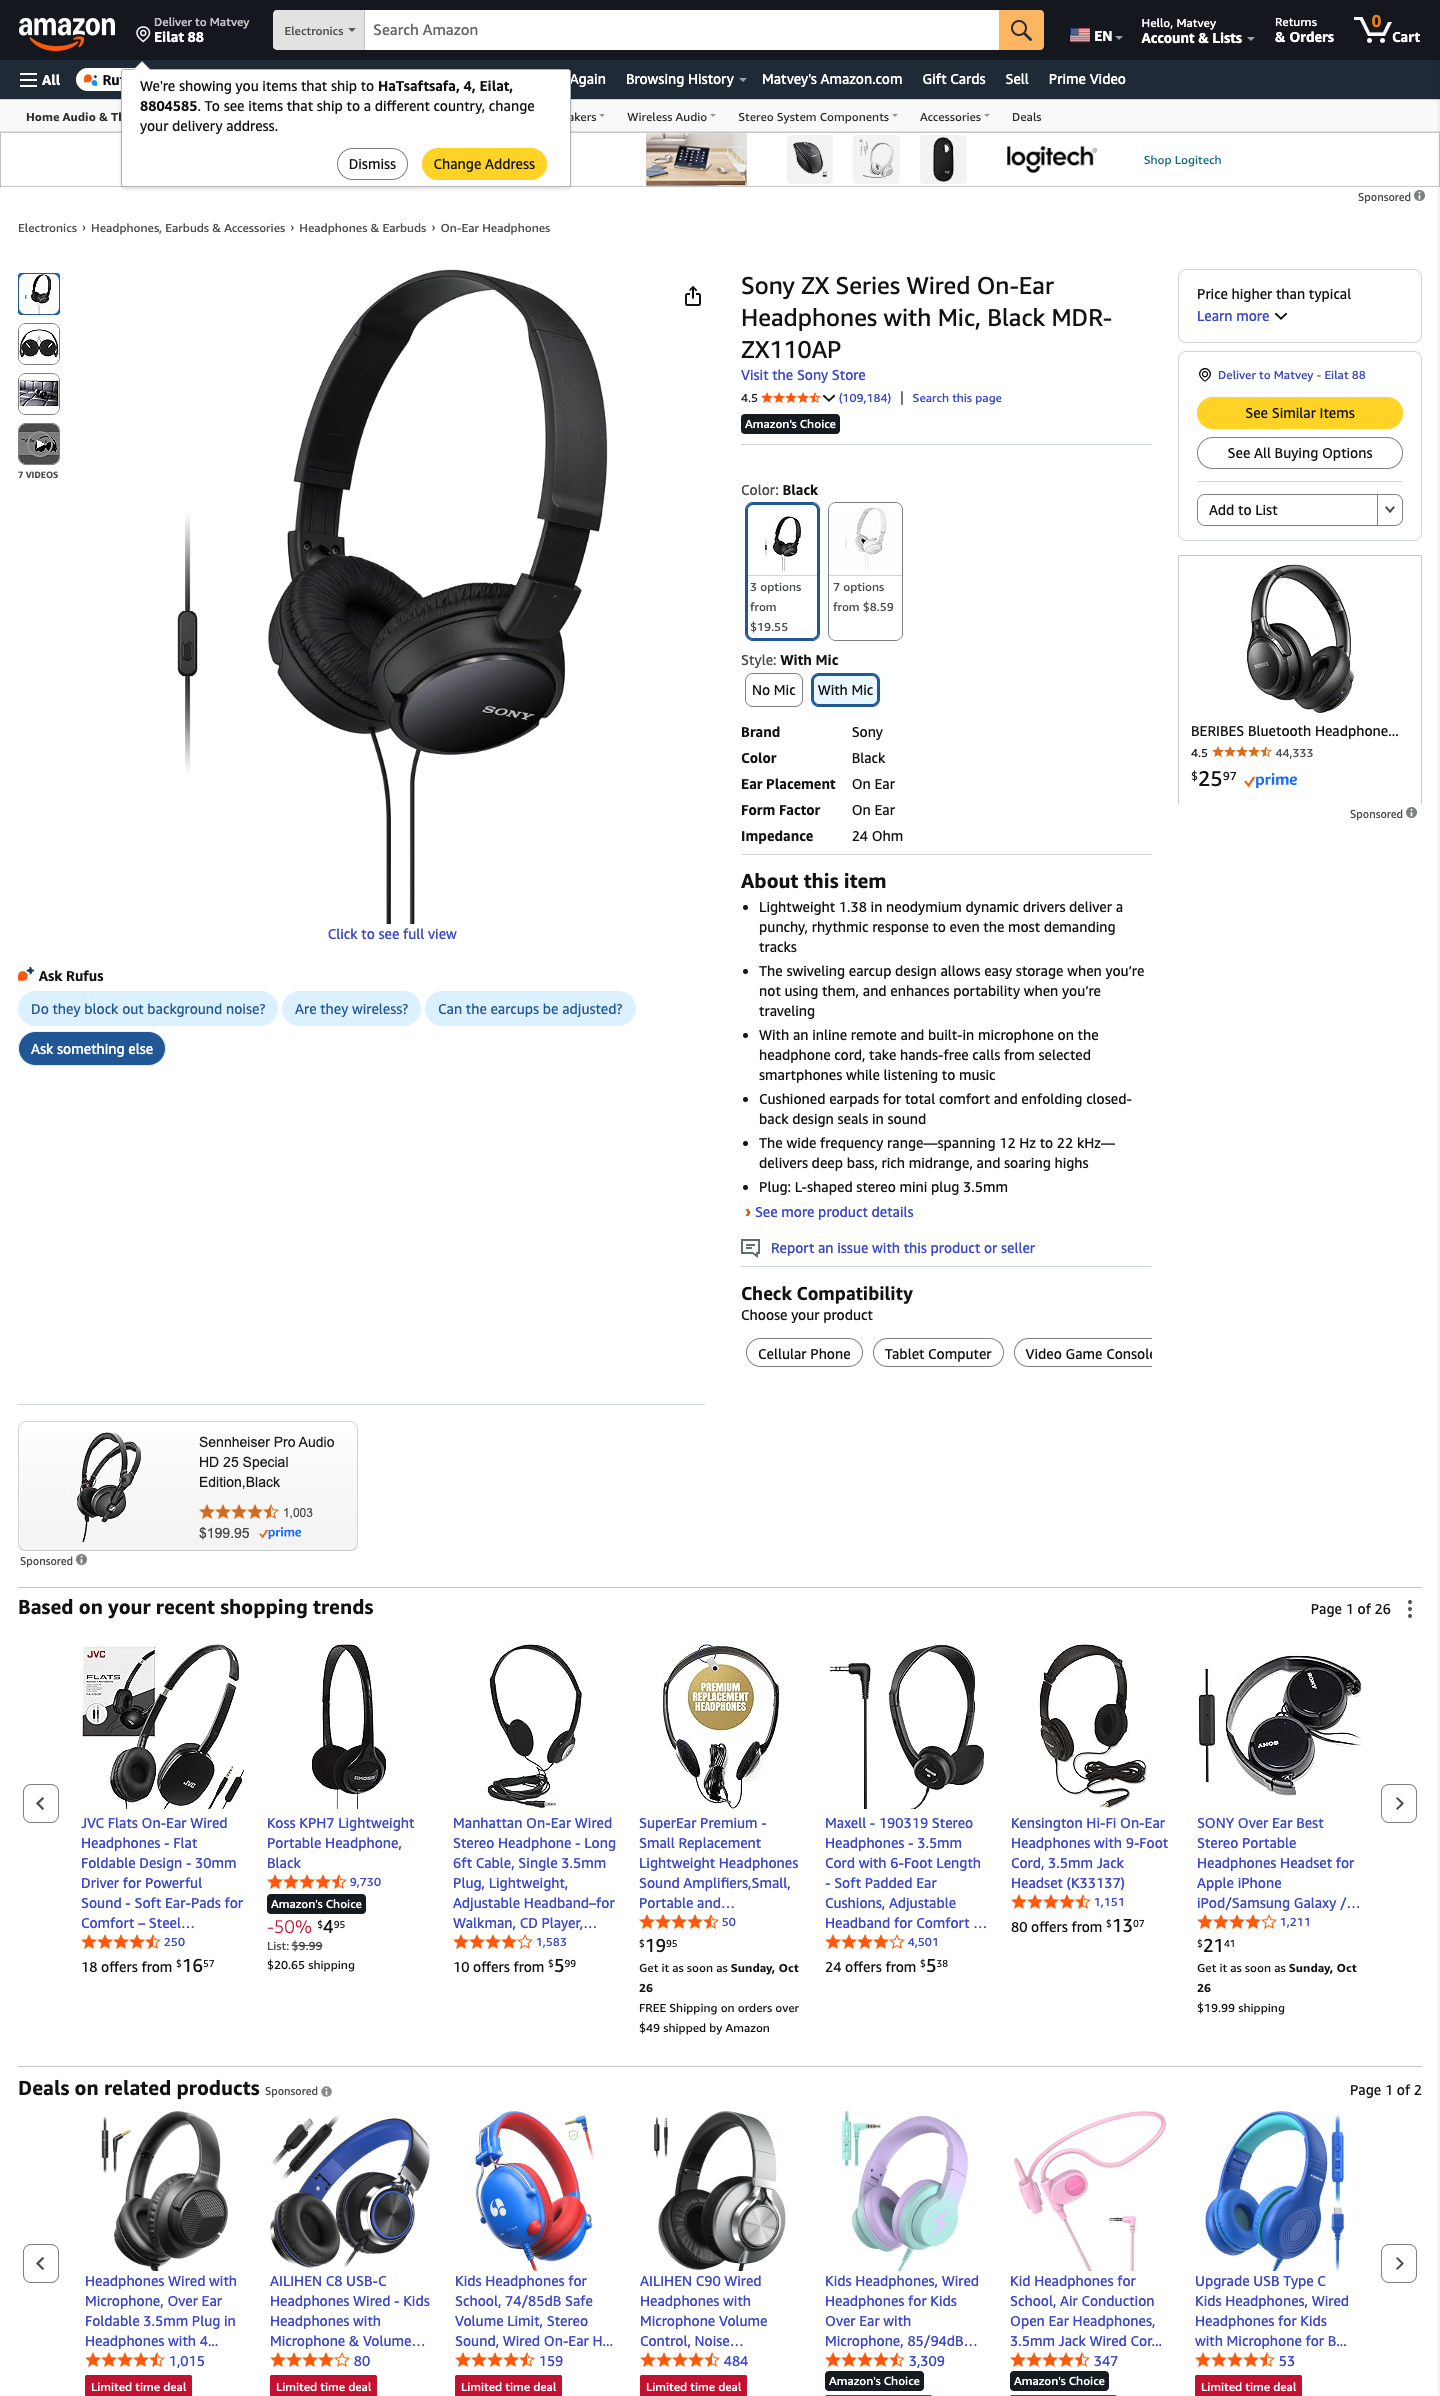 amazon
Deliver to Matvey
Eilat 88
Electronics
Search Amazon
EN
Hello, Matvey
Account & Lists
Returns
& Orders
0
Cart
All
Again
Browsing History
Matvey's Amazon.com
Gift Cards
Sell
Prime Video
We're showing you items that ship to HaTsaftsafa, 4, Eilat,
8804585. To see items that ship to a different country, change
your delivery address.
Dismiss
Change Address
Home Audio &
Wireless Audio
Stereo System Components
Accessories
Deals
logitech
Shop Logitech
Sponsored
Electronics › Headphones, Earbuds & Accessories › Headphones & Earbuds › On-Ear Headphones
7 VIDEOS
SONY
Click to see full view
Ask Rufus
Do they block out background noise?
Are they wireless?
Can the earcups be adjusted?
Ask something else
Sony ZX Series Wired On-Ear
Headphones with Mic, Black MDR-
ZX110AP
Visit the Sony Store
4.5 (109,184) | Search this page
Amazon's Choice
Color: Black
3 options
from
$19.55
7 options
from $8.59
Style: With Mic
No Mic
With Mic
Brand Sony
Color Black
Ear Placement On Ear
Form Factor On Ear
Impedance 24 Ohm
About this item
• Lightweight 1.38 in neodymium dynamic drivers deliver a
punchy, rhythmic response to even the most demanding
tracks
• The swiveling earcup design allows easy storage when you’re
not using them, and enhances portability when you’re
traveling
• With an inline remote and built-in microphone on the
headphone cord, take hands-free calls from selected
smartphones while listening to music
• Cushioned earpads for total comfort and enfolding closed-
back design seals in sound
• The wide frequency range—spanning 12 Hz to 22 kHz—
delivers deep bass, rich midrange, and soaring highs
• Plug: L-shaped stereo mini plug 3.5mm
› See more product details
Report an issue with this product or seller
Check Compatibility
Choose your product
Cellular Phone
Tablet Computer
Video Game Console
Price higher than typical
Learn more
Deliver to Matvey - Eilat 88
See Similar Items
See All Buying Options
Add to List
BERIBES Bluetooth Headphone...
4.5 44,333
$25.97 prime
Sponsored
Sennheiser Pro Audio
HD 25 Special
Edition,Black
1,003
$199.95 prime
Sponsored
Based on your recent shopping trends
Page 1 of 26
JVC
FLATS
JVC Flats On-Ear Wired
Headphones - Flat
Foldable Design - 30mm
Driver for Powerful
Sound - Soft Ear-Pads for
Comfort – Steel…
250
18 offers from $16.57
KOSS
Koss KPH7 Lightweight
Portable Headphone,
Black
9,730
Amazon's Choice
-50% $4.95
List: $9.99
$20.65 shipping
Manhattan On-Ear Wired
Stereo Headphone - Long
6ft Cable, Single 3.5mm
Plug, Lightweight,
Adjustable Headband–for
Walkman, CD Player,…
1,583
10 offers from $5.99
PREMIUM
REPLACEMENT
HEADPHONES
SuperEar Premium -
Small Replacement
Lightweight Headphones
Sound Amplifiers,Small,
Portable and…
50
$19.95
Get it as soon as Sunday, Oct
26
FREE Shipping on orders over
$49 shipped by Amazon
Maxell - 190319 Stereo
Headphones - 3.5mm
Cord with 6-Foot Length
- Soft Padded Ear
Cushions, Adjustable
Headband for Comfort …
4,501
24 offers from $5.38
Kensington Hi-Fi On-Ear
Headphones with 9-Foot
Cord, 3.5mm Jack
Headset (K33137)
1,151
80 offers from $13.07
SONY
SONY
SONY Over Ear Best
Stereo Portable
Headphones Headset for
Apple iPhone
iPod/Samsung Galaxy /…
1,211
$21.41
Get it as soon as Sunday, Oct
26
$19.99 shipping
Deals on related products Sponsored
Page 1 of 2
Headphones Wired with
Microphone, Over Ear
Foldable 3.5mm Plug in
Headphones with 4...
1,015
Limited time deal
AILIHEN C8 USB-C
Headphones Wired - Kids
Headphones with
Microphone & Volume...
80
Limited time deal
Kids Headphones for
School, 74/85dB Safe
Volume Limit, Stereo
Sound, Wired On-Ear H...
159
Limited time deal
AILIHEN C90 Wired
Headphones with
Microphone Volume
Control, Noise...
484
Limited time deal
Kids Headphones, Wired
Headphones for Kids
Over Ear with
Microphone, 85/94dB...
3,309
Amazon's Choice
Kid Headphones for
School, Air Conduction
Open Ear Headphones,
3.5mm Jack Wired Cor...
347
Amazon's Choice
Upgrade USB Type C
Kids Headphones, Wired
Headphones for Kids
with Microphone for B...
53
Limited time deal